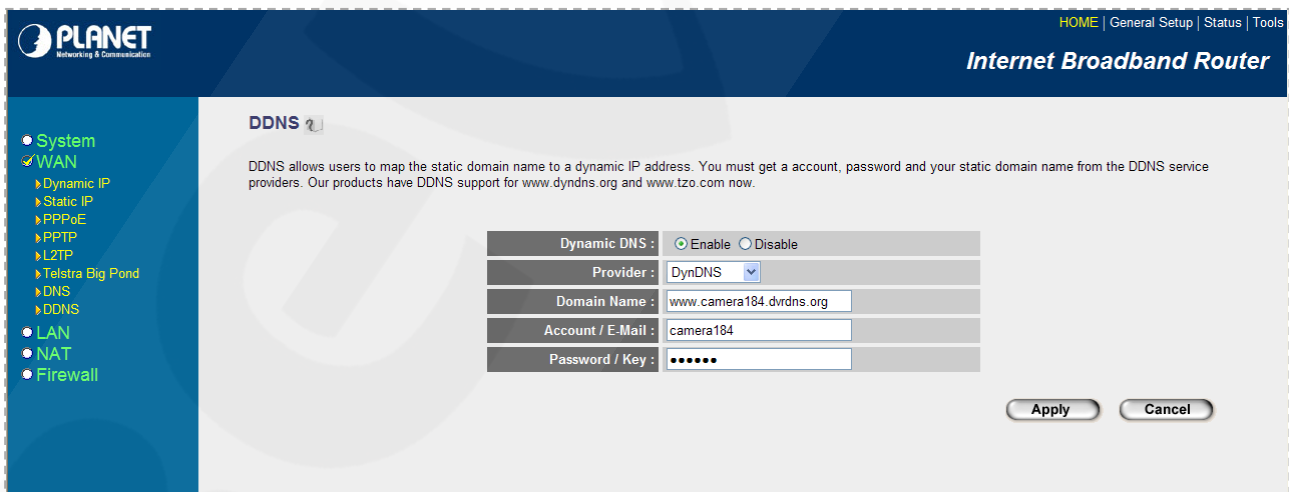 PLANET
Networking & Communication
HOME | General Setup | Status | Tools
Internet Broadband Router
System
WAN
Dynamic IP
Static IP
PPPoE
PPTP
L2TP
Telstra Big Pond
DNS
DDNS
LAN
NAT
Firewall
DDNS
DDNS allows users to map the static domain name to a dynamic IP address. You must get a account, password and your static domain name from the DDNS service
providers. Our products have DDNS support for www.dyndns.org and www.tzo.com now.
Dynamic DNS : Enable Disable
Provider : DynDNS
Domain Name : www.camera184.dvrdns.org
Account / E-Mail : camera184
Password / Key : ••••••
Apply Cancel